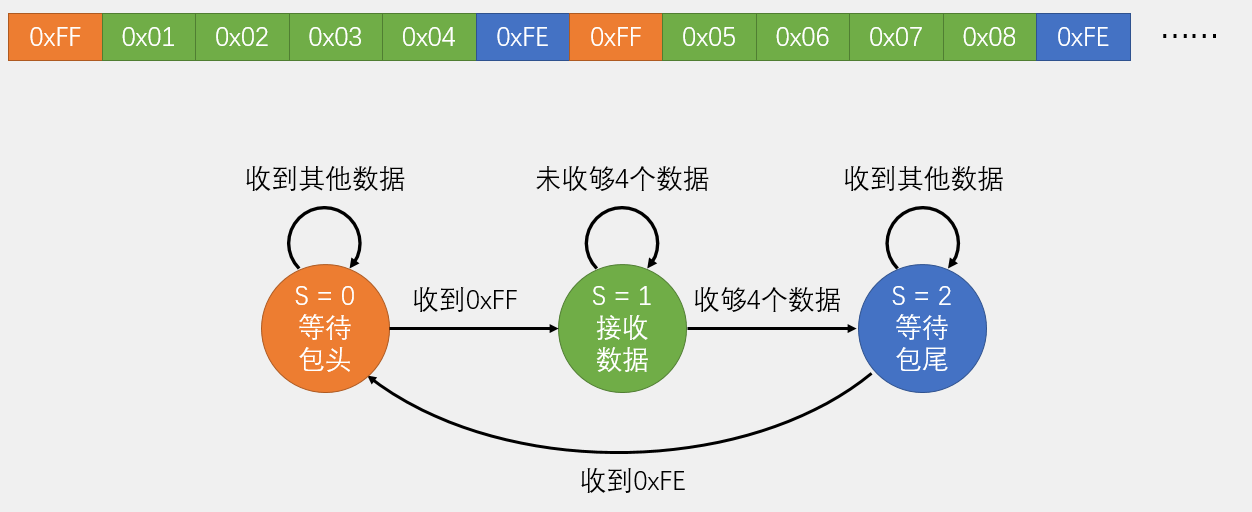 0xFF 0x01 0x02 0x03 0x04 0xFE 0xFF 0x05 0x06 0x07 0x08 0xFE ……
收到其他数据
未收够4个数据
收到其他数据
S = 0
等待
包头
收到0xFF
S = 1
接收
数据
收够4个数据
S = 2
等待
包尾
收到0xFE